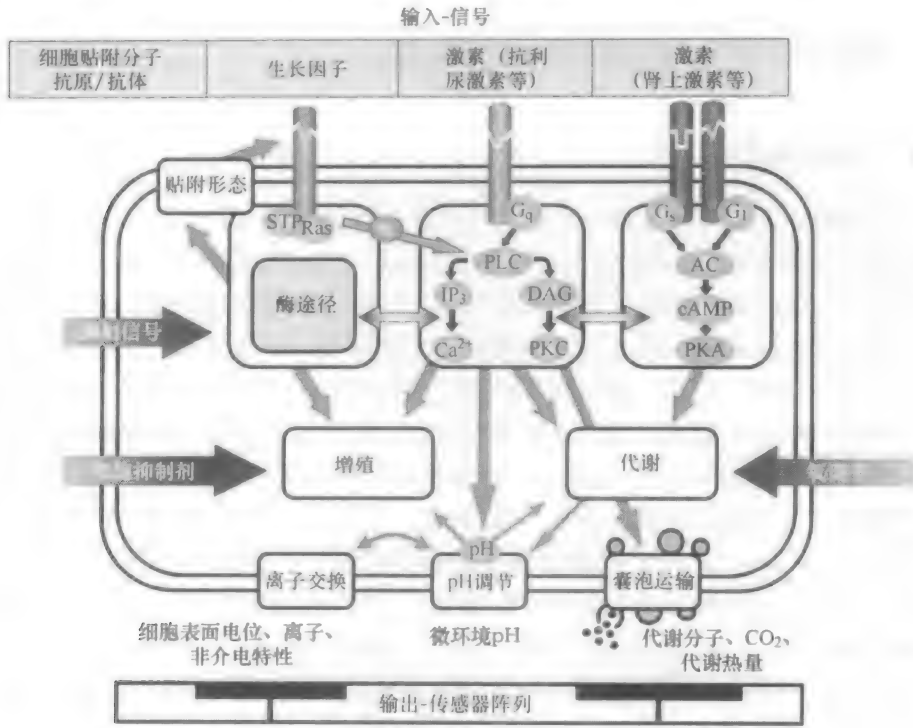 输入-信号
细胞贴附分子
抗原/抗体
生长因子
激素（抗利
尿激素等）
激素
（肾上激素等）
贴附形态
STP
Ras
Gq
Gs
G1
PLC
AC
IP3
DAG
cAMP
酶途径
Ca2+
PKC
PKA
信号
增殖
代谢
抑制剂
pH
离子交换
pH调节
囊泡运输
细胞表面电位、离子、
非介电特性
微环境pH
代谢分子、CO2、
代谢热量
输出-传感器阵列